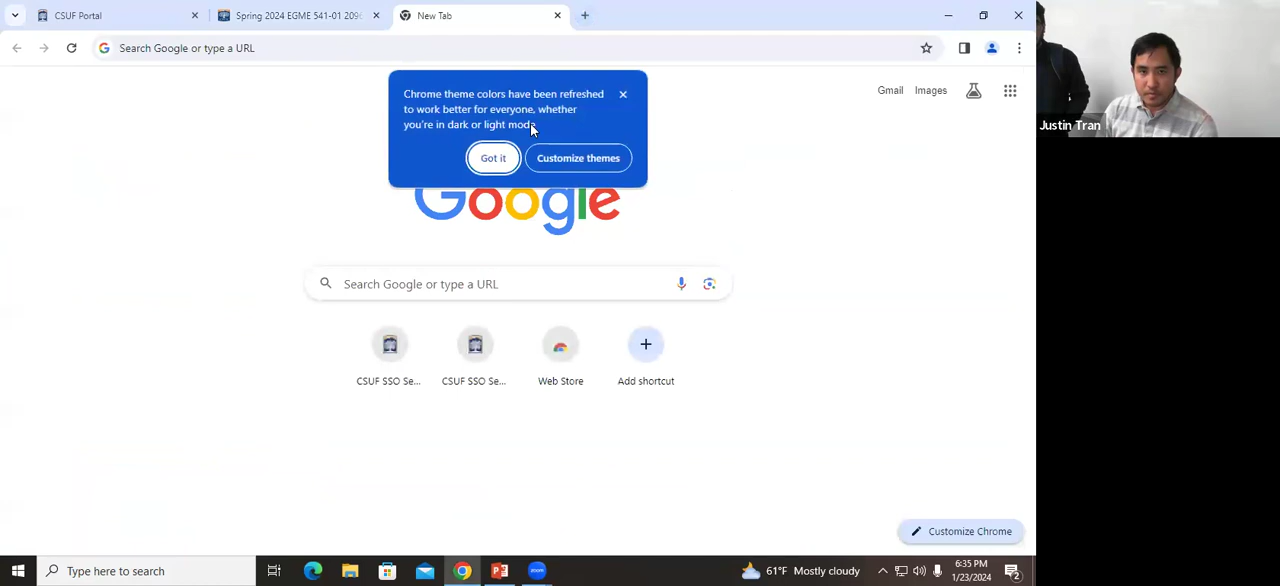 CSUF Portal
Spring 2024 EGME 541-01 2090
New Tab
Search Google or type a URL
Chrome theme colors have been refreshed
to work better for everyone, whether
you're in dark or light mode.
Got it
Customize themes
Gmail
Images
Google
Search Google or type a URL
CSUF SSO Se...
CSUF SSO Se...
Web Store
Add shortcut
Customize Chrome
Justin Tran
Type here to search
zoom
61°F Mostly cloudy
6:35 PM
1/23/2024
2